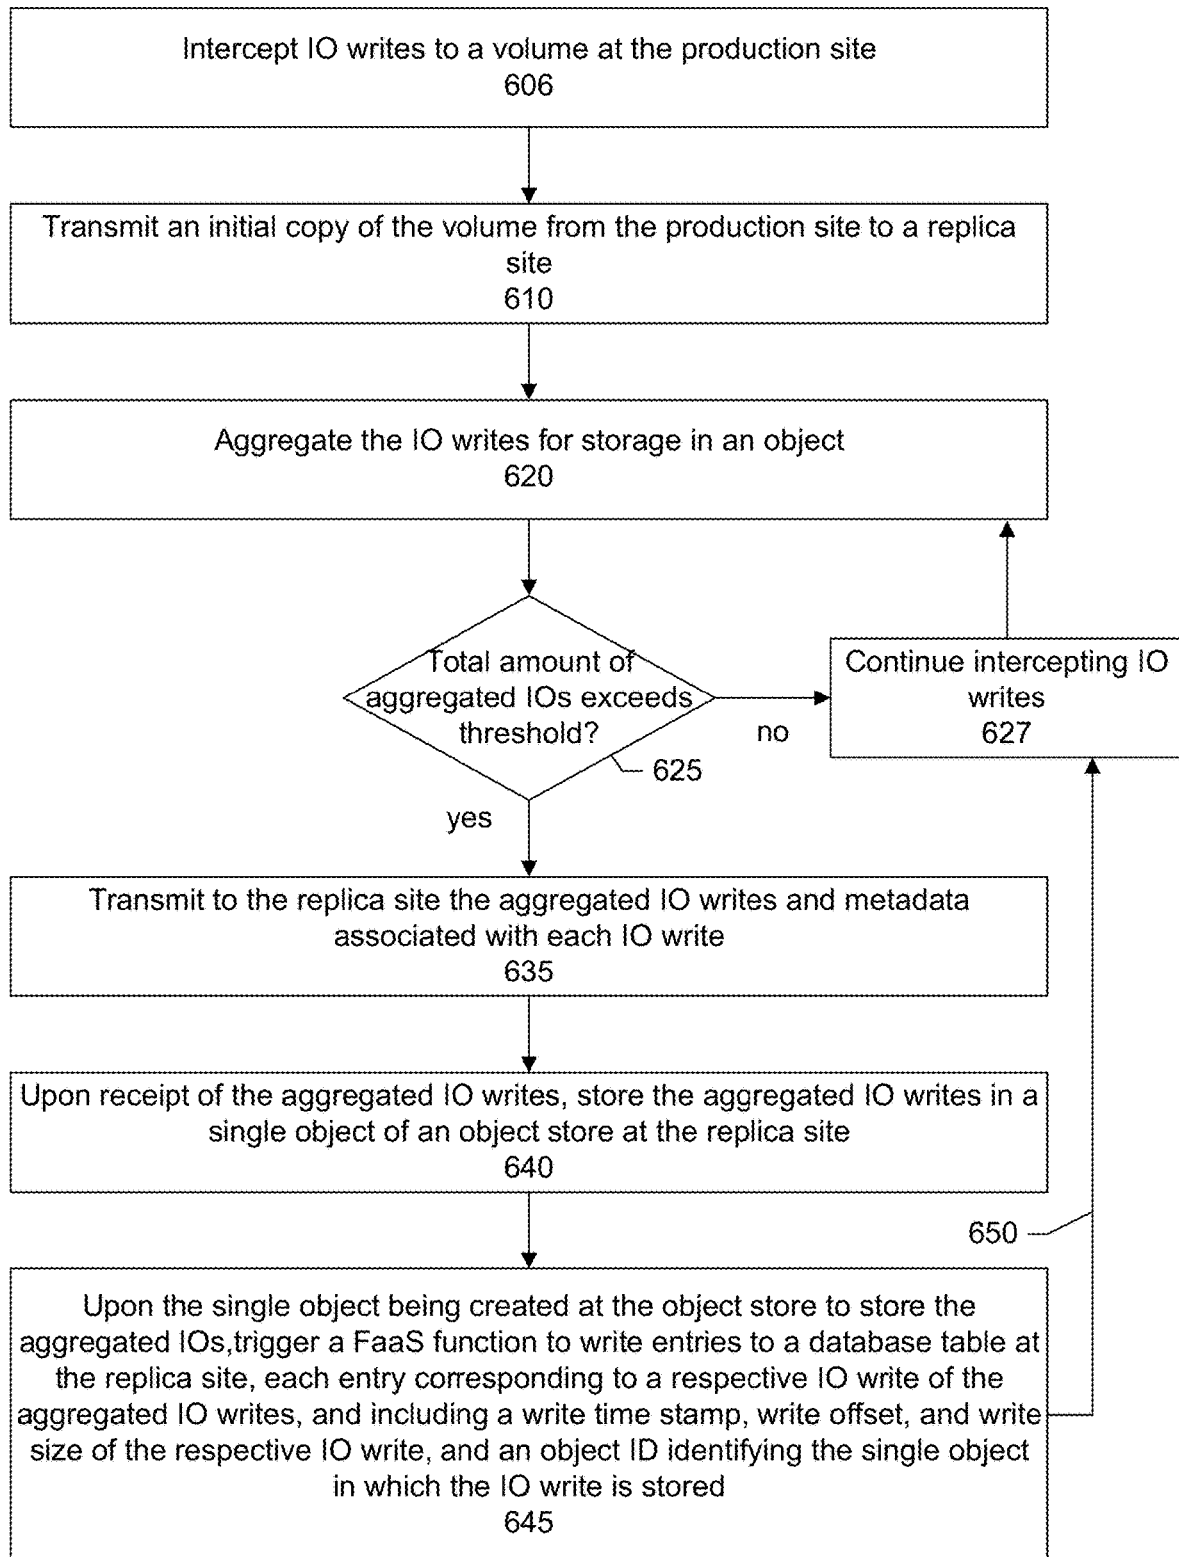 Intercept IO writes to a volume at the production site
606
Transmit an initial copy of the volume from the production site to a replica
site
610
Aggregate the IO writes for storage in an object
620
Total amount of
aggregated IOs exceeds
threshold?
625
no
yes
Continue intercepting IO
writes
627
Transmit to the replica site the aggregated IO writes and metadata
associated with each IO write
635
Upon receipt of the aggregated IO writes, store the aggregated IO writes in a
single object of an object store at the replica site
640
650
Upon the single object being created at the object store to store the
aggregated IOs,trigger a FaaS function to write entries to a database table at
the replica site, each entry corresponding to a respective IO write of the
aggregated IO writes, and including a write time stamp, write offset, and write
size of the respective IO write, and an object ID identifying the single object
in which the IO write is stored
645